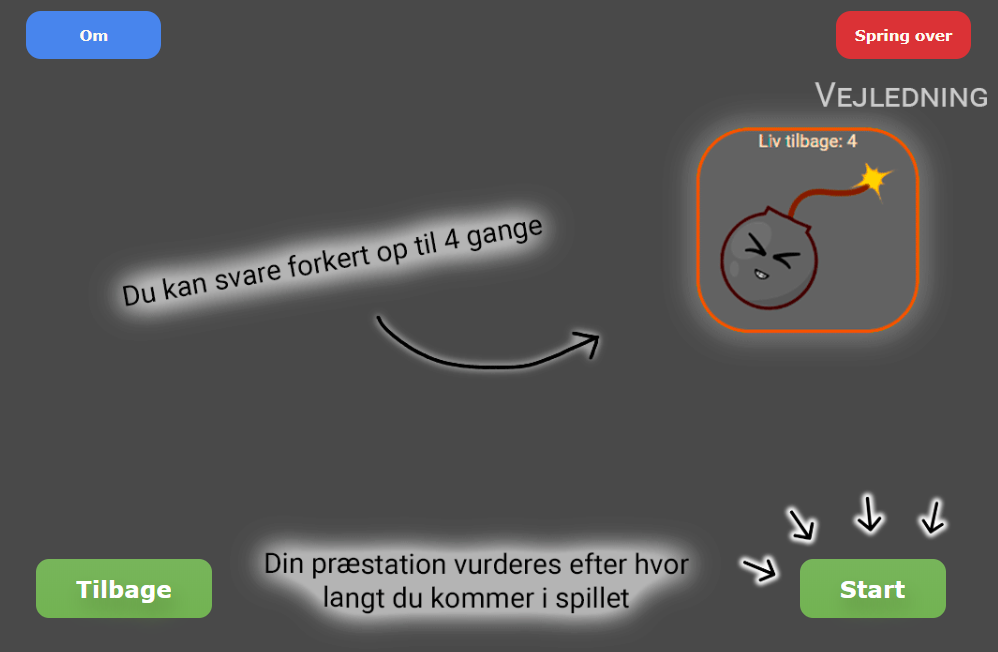 Om
Spring over
Vejledning
Liv tilbage: 4
Du kan svare forkert op til 4 gange
Din præstation vurderes efter hvor
langt du kommer i spillet
Tilbage
Start